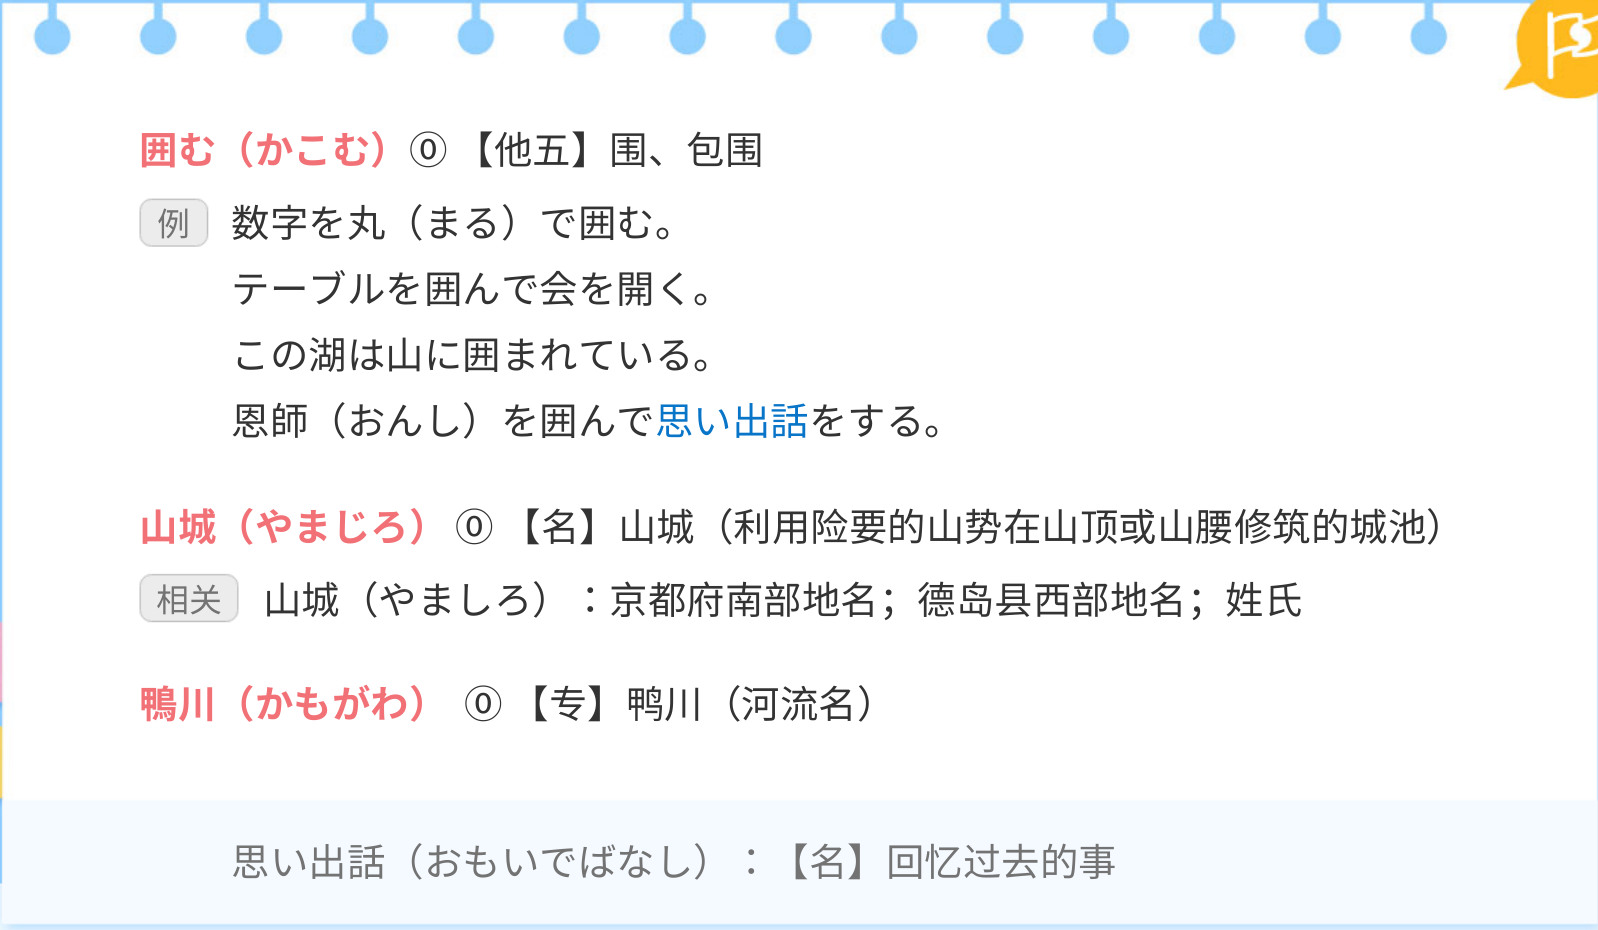 囲む（かこむ）⓪ 【他五】围、包围
例 数字を丸（まる）で囲む。
テーブルを囲んで会を開く。
この湖は山に囲まれている。
恩師（おんし）を囲んで思い出話をする。
山城（やまじろ） ⓪ 【名】山城（利用险要的山势在山顶或山腰修筑的城池）
相关 山城（やましろ）：京都府南部地名；德岛县西部地名；姓氏
鴨川（かもがわ） ⓪ 【专】鸭川（河流名）
思い出話（おもいでばなし）：【名】回忆过去的事